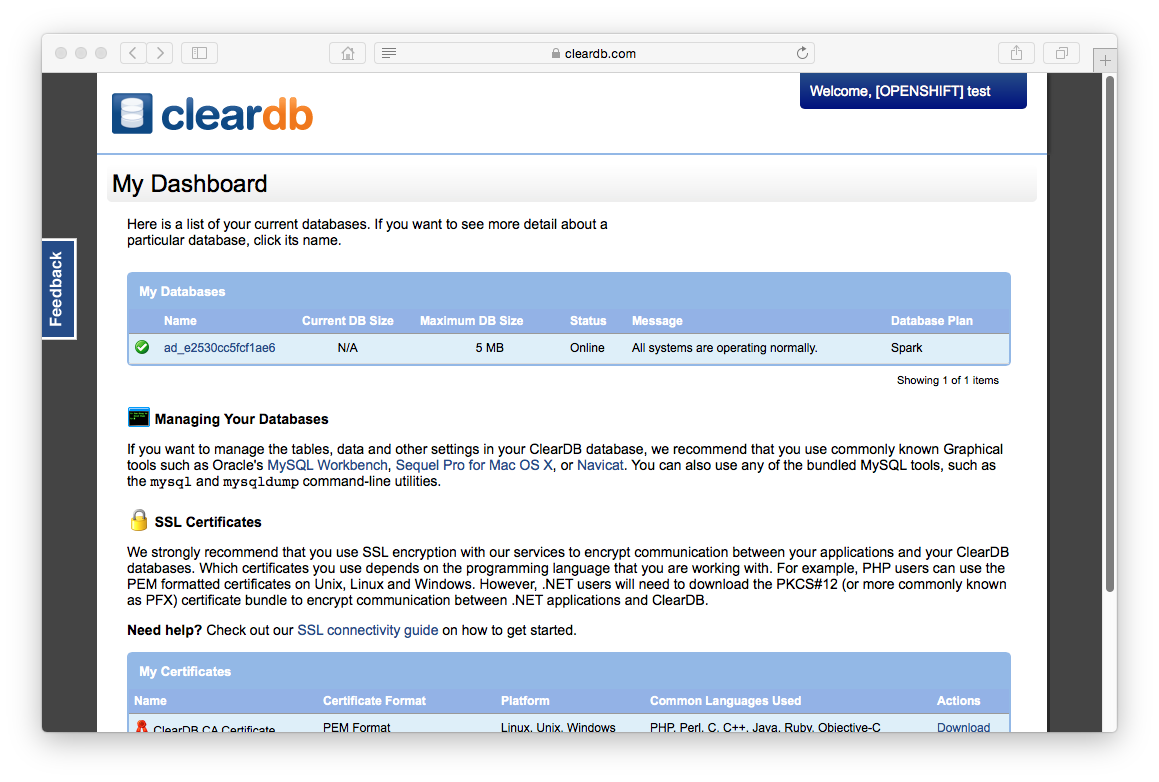 cleardb.com
Welcome, [OPENSHIFT] test
cleardb
My Dashboard
Here is a list of your current databases. If you want to see more detail about a
particular database, click its name.
Feedback
My Databases
Name Current DB Size Maximum DB Size Status Message Database Plan
ad_e2530cc5fcf1ae6 N/A 5 MB Online All systems are operating normally. Spark
Showing 1 of 1 items
Managing Your Databases
If you want to manage the tables, data and other settings in your ClearDB database, we recommend that you use commonly known Graphical
tools such as Oracle's MySQL Workbench, Sequel Pro for Mac OS X, or Navicat. You can also use any of the bundled MySQL tools, such as
the mysql and mysqldump command-line utilities.
SSL Certificates
We strongly recommend that you use SSL encryption with our services to encrypt communication between your applications and your ClearDB
databases. Which certificates you use depends on the programming language that you are working with. For example, PHP users can use the
PEM formatted certificates on Unix, Linux and Windows. However, .NET users will need to download the PKCS#12 (or more commonly known
as PFX) certificate bundle to encrypt communication between .NET applications and ClearDB.
Need help? Check out our SSL connectivity guide on how to get started.
My Certificates
Name Certificate Format Platform Common Languages Used Actions
ClearDB CA Certificate PEM Format Linux, Unix, Windows PHP, Perl, C, C++, Java, Ruby, Objective-C Download